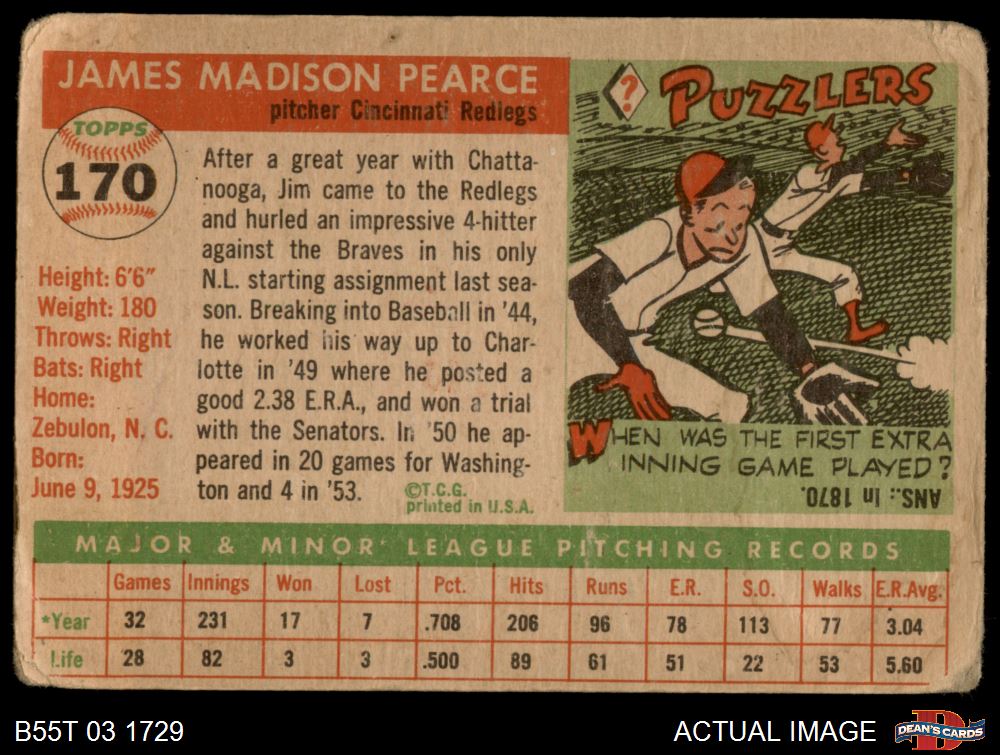 JAMES MADISON PEARCE
pitcher Cincinnati Redlegs
TOPPS
170
Height: 6'6"
Weight: 180
Throws: Right
Bats: Right
Home:
Zebulon, N. C.
Born:
June 9, 1925
After a great year with Chatta-
nooga, Jim came to the Redlegs
and hurled an impressive 4-hitter
against the Braves in his only
N.L. starting assignment last sea-
son. Breaking into Baseball in '44,
he worked his way up to Char-
lotte in '49 where he posted a
good 2.38 E.R.A., and won a trial
with the Senators. In '50 he ap-
peared in 20 games for Washing-
ton and 4 in '53.
©T.C.G.
printed in U.S.A.
? PUZZLERS
WHEN WAS THE FIRST EXTRA
INNING GAME PLAYED?
ANS.: In 1870.
MAJOR & MINOR LEAGUE PITCHING RECORDS
Games Innings Won Lost Pct. Hits Runs E.R. S.O. Walks E.R.Avg.
*Year 32 231 17 7 .708 206 96 78 113 77 3.04
Life 28 82 3 3 .500 89 61 51 22 53 5.60
B55T 03 1729
ACTUAL IMAGE
DEAN'S CARDS